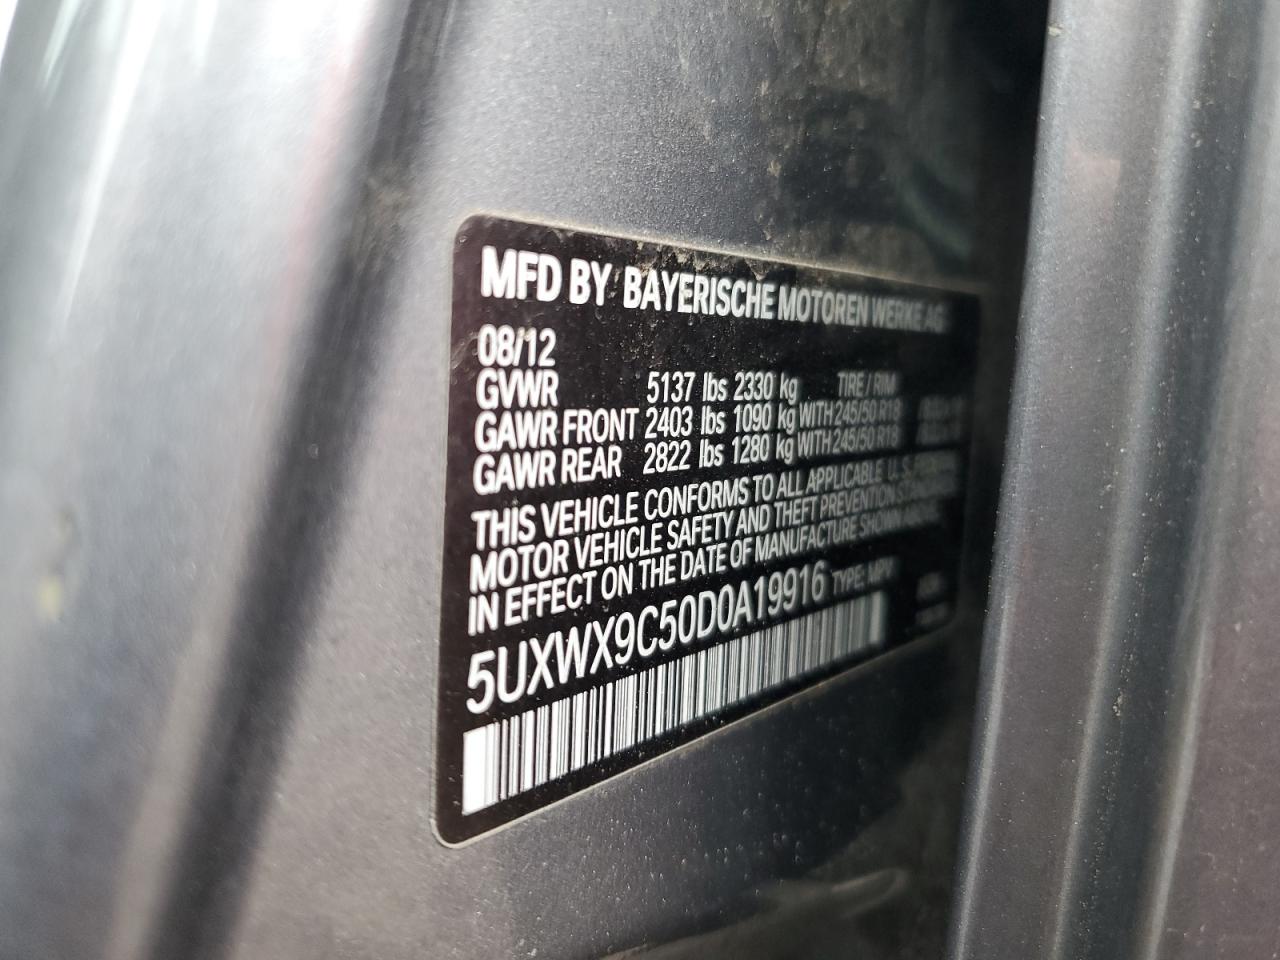 MFD BY BAYERISCHE MOTOREN WERKE AG
08/12
GVWR 5137 lbs 2330 kg TIRE / RIM
GAWR FRONT 2403 lbs 1090 kg WITH 245/50 R18
GAWR REAR 2822 lbs 1280 kg WITH 245/50 R18
THIS VEHICLE CONFORMS TO ALL APPLICABLE U.S. FEDERAL
MOTOR VEHICLE SAFETY AND THEFT PREVENTION STANDARDS
IN EFFECT ON THE DATE OF MANUFACTURE SHOWN ABOVE.
5UXWX9C50D0A19916 TYPE: MPV